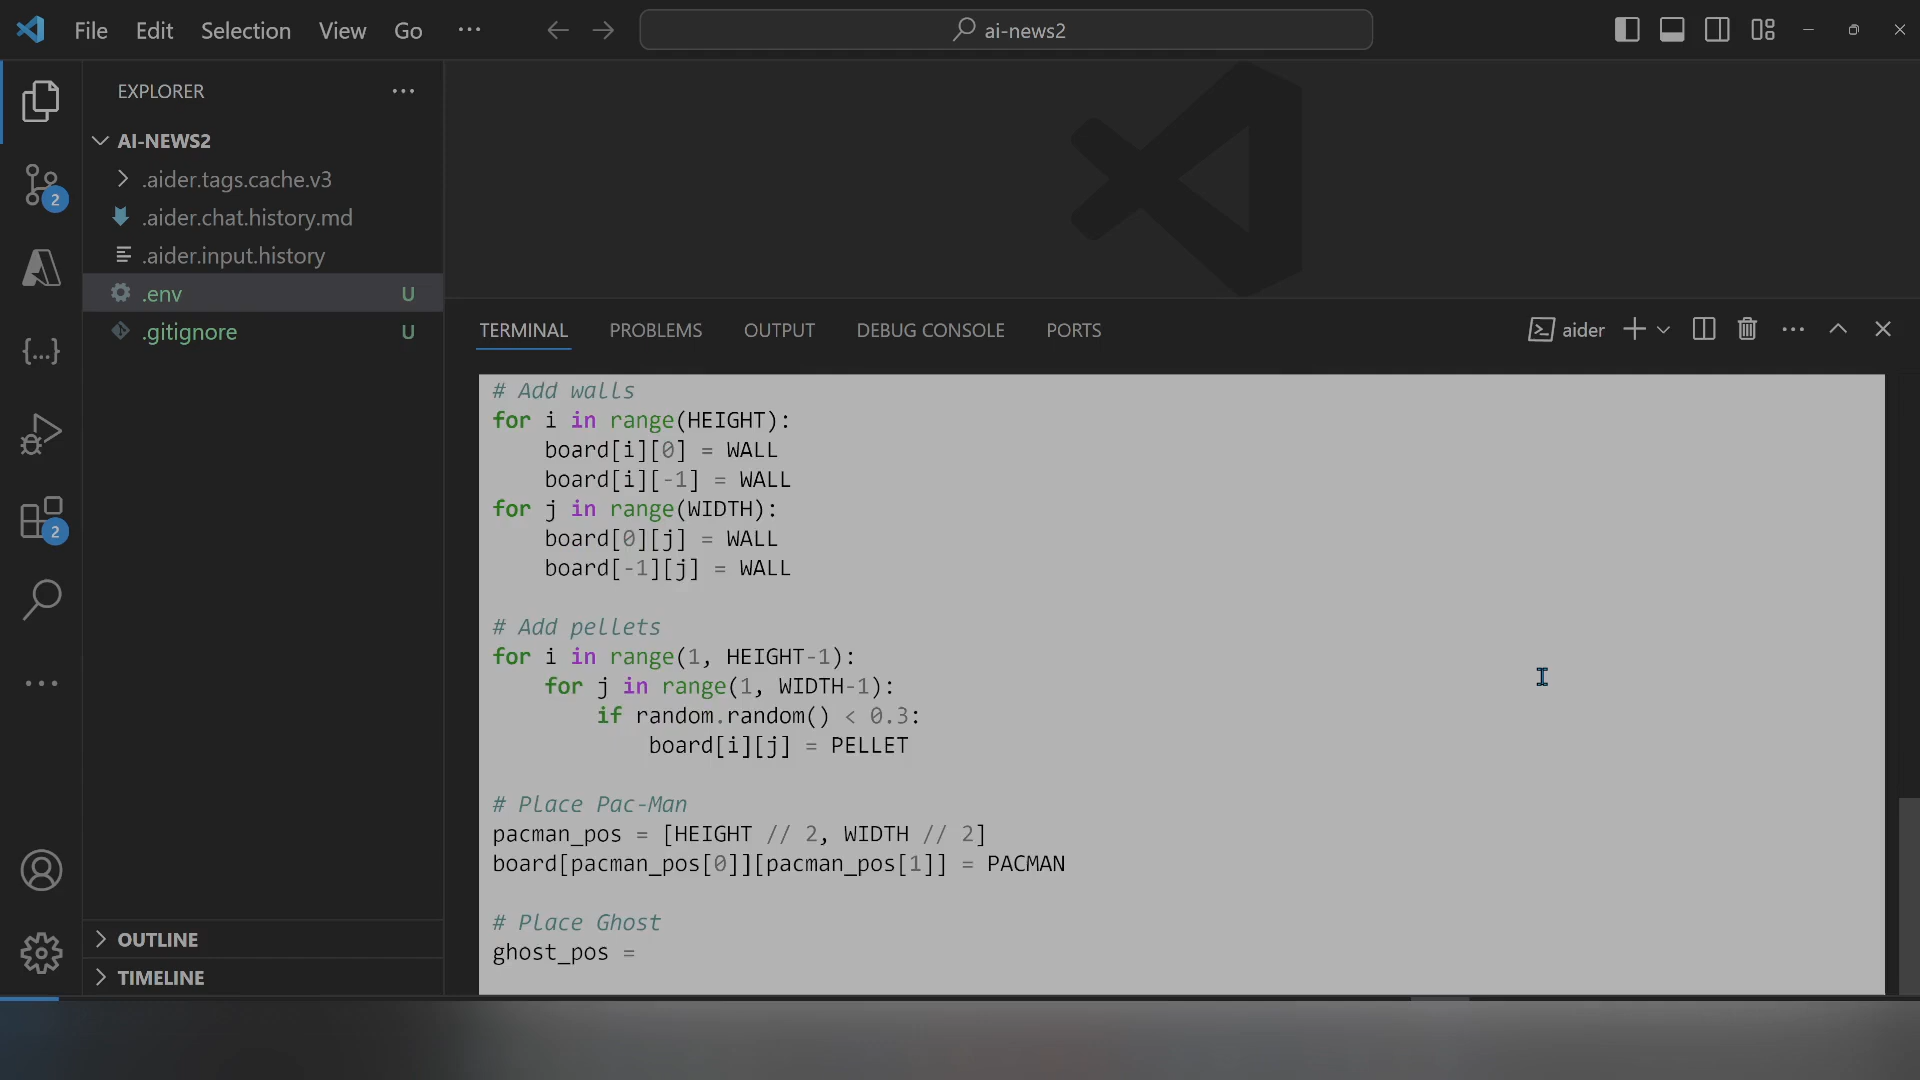 File Edit Selection View Go ... ai-news2
EXPLORER ...
AI-NEWS2
.aider.tags.cache.v3
.aider.chat.history.md
.aider.input.history
.env U
.gitignore U
2
{...}
2
...
OUTLINE
TIMELINE
TERMINAL PROBLEMS OUTPUT DEBUG CONSOLE PORTS aider ...
# Add walls
for i in range(HEIGHT):
    board[i][0] = WALL
    board[i][-1] = WALL
for j in range(WIDTH):
    board[0][j] = WALL
    board[-1][j] = WALL
# Add pellets
for i in range(1, HEIGHT-1):
    for j in range(1, WIDTH-1):
        if random.random() < 0.3:
            board[i][j] = PELLET
# Place Pac-Man
pacman_pos = [HEIGHT // 2, WIDTH // 2]
board[pacman_pos[0]][pacman_pos[1]] = PACMAN
# Place Ghost
ghost_pos =